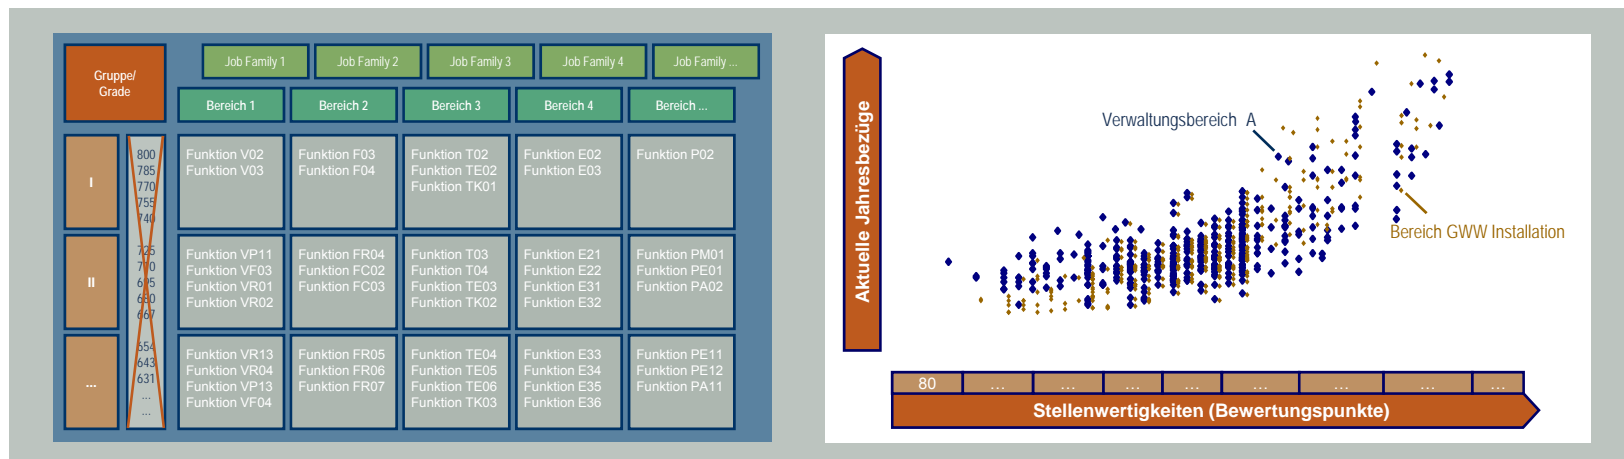 Gruppe/
Grade
Job Family 1
Job Family 2
Job Family 3
Job Family 4
Job Family ...
Bereich 1
Bereich 2
Bereich 3
Bereich 4
Bereich ...
I
800
785
770
755
740
Funktion V02
Funktion V03
Funktion F03
Funktion F04
Funktion T02
Funktion TE02
Funktion TK01
Funktion E02
Funktion E03
Funktion P02
II
725
710
695
680
667
Funktion VP11
Funktion VF03
Funktion VR01
Funktion VR02
Funktion FR04
Funktion FC02
Funktion FC03
Funktion T03
Funktion T04
Funktion TE03
Funktion TK02
Funktion E21
Funktion E22
Funktion E31
Funktion E32
Funktion PM01
Funktion PE01
Funktion PA02
...
654
643
631
...
...
Funktion VR13
Funktion VR04
Funktion VP13
Funktion VF04
Funktion FR05
Funktion FR06
Funktion FR07
Funktion TE04
Funktion TE05
Funktion TE06
Funktion TK03
Funktion E33
Funktion E34
Funktion E35
Funktion E36
Funktion PE11
Funktion PE12
Funktion PA11
Aktuelle Jahresbezüge
Verwaltungsbereich A
Bereich GWW Installation
80 ... ... ... ... ... ... ... ...
Stellenwertigkeiten (Bewertungspunkte)